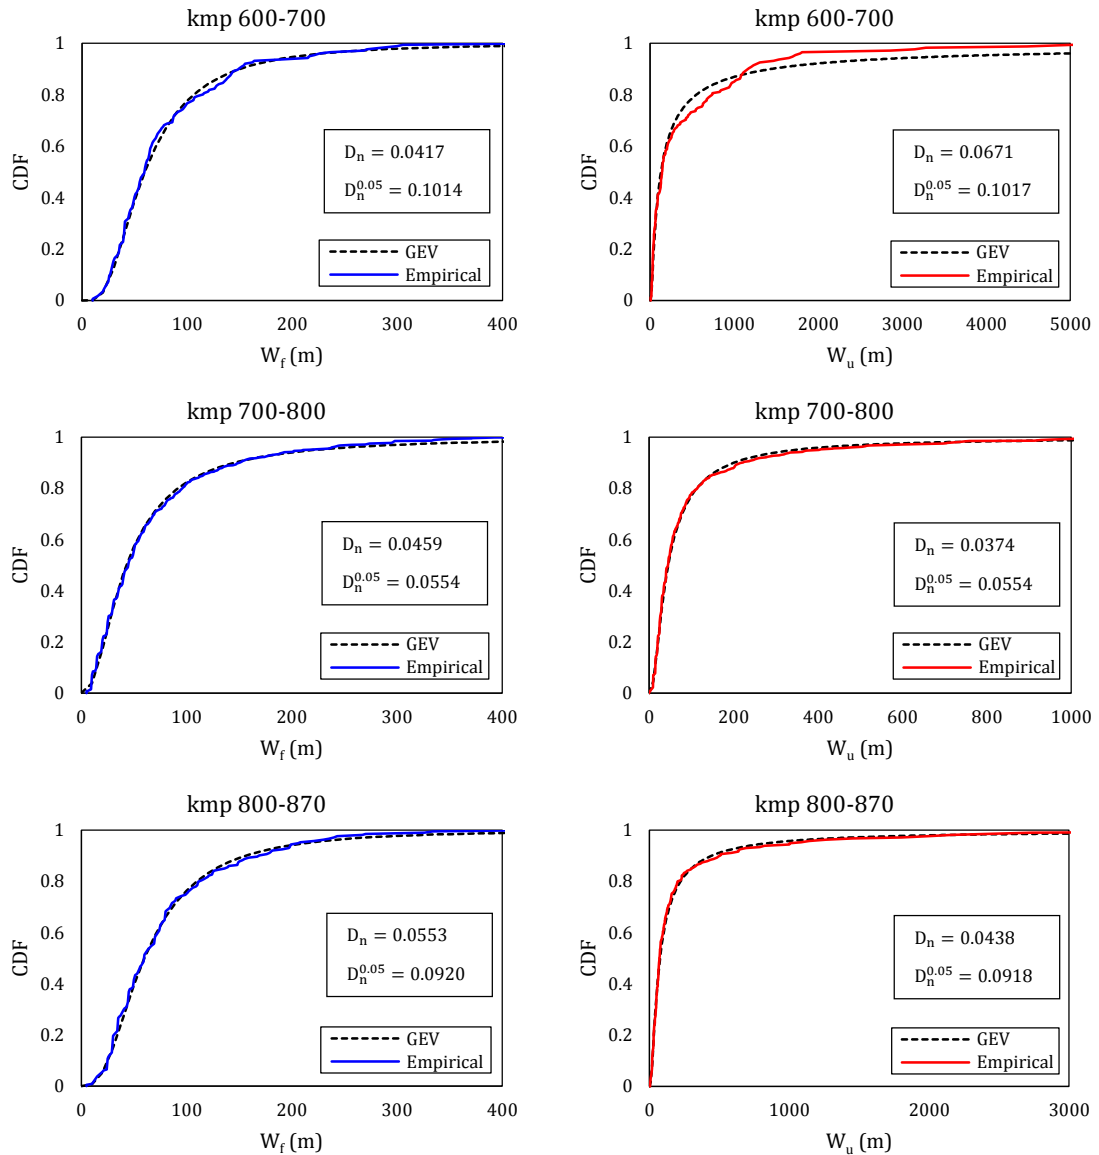 kmp 600-700
1
0.8
0.6
0.4
0.2
0
CDF
D_n = 0.0417
D_n^0.05 = 0.1014
GEV
Empirical
0 100 200 300 400
W_f (m)
kmp 600-700
1
0.8
0.6
0.4
0.2
0
CDF
D_n = 0.0671
D_n^0.05 = 0.1017
GEV
Empirical
0 1000 2000 3000 4000 5000
W_u (m)
kmp 700-800
1
0.8
0.6
0.4
0.2
0
CDF
D_n = 0.0459
D_n^0.05 = 0.0554
GEV
Empirical
0 100 200 300 400
W_f (m)
kmp 700-800
1
0.8
0.6
0.4
0.2
0
CDF
D_n = 0.0374
D_n^0.05 = 0.0554
GEV
Empirical
0 200 400 600 800 1000
W_u (m)
kmp 800-870
1
0.8
0.6
0.4
0.2
0
CDF
D_n = 0.0553
D_n^0.05 = 0.0920
GEV
Empirical
0 100 200 300 400
W_f (m)
kmp 800-870
1
0.8
0.6
0.4
0.2
0
CDF
D_n = 0.0438
D_n^0.05 = 0.0918
GEV
Empirical
0 1000 2000 3000
W_u (m)